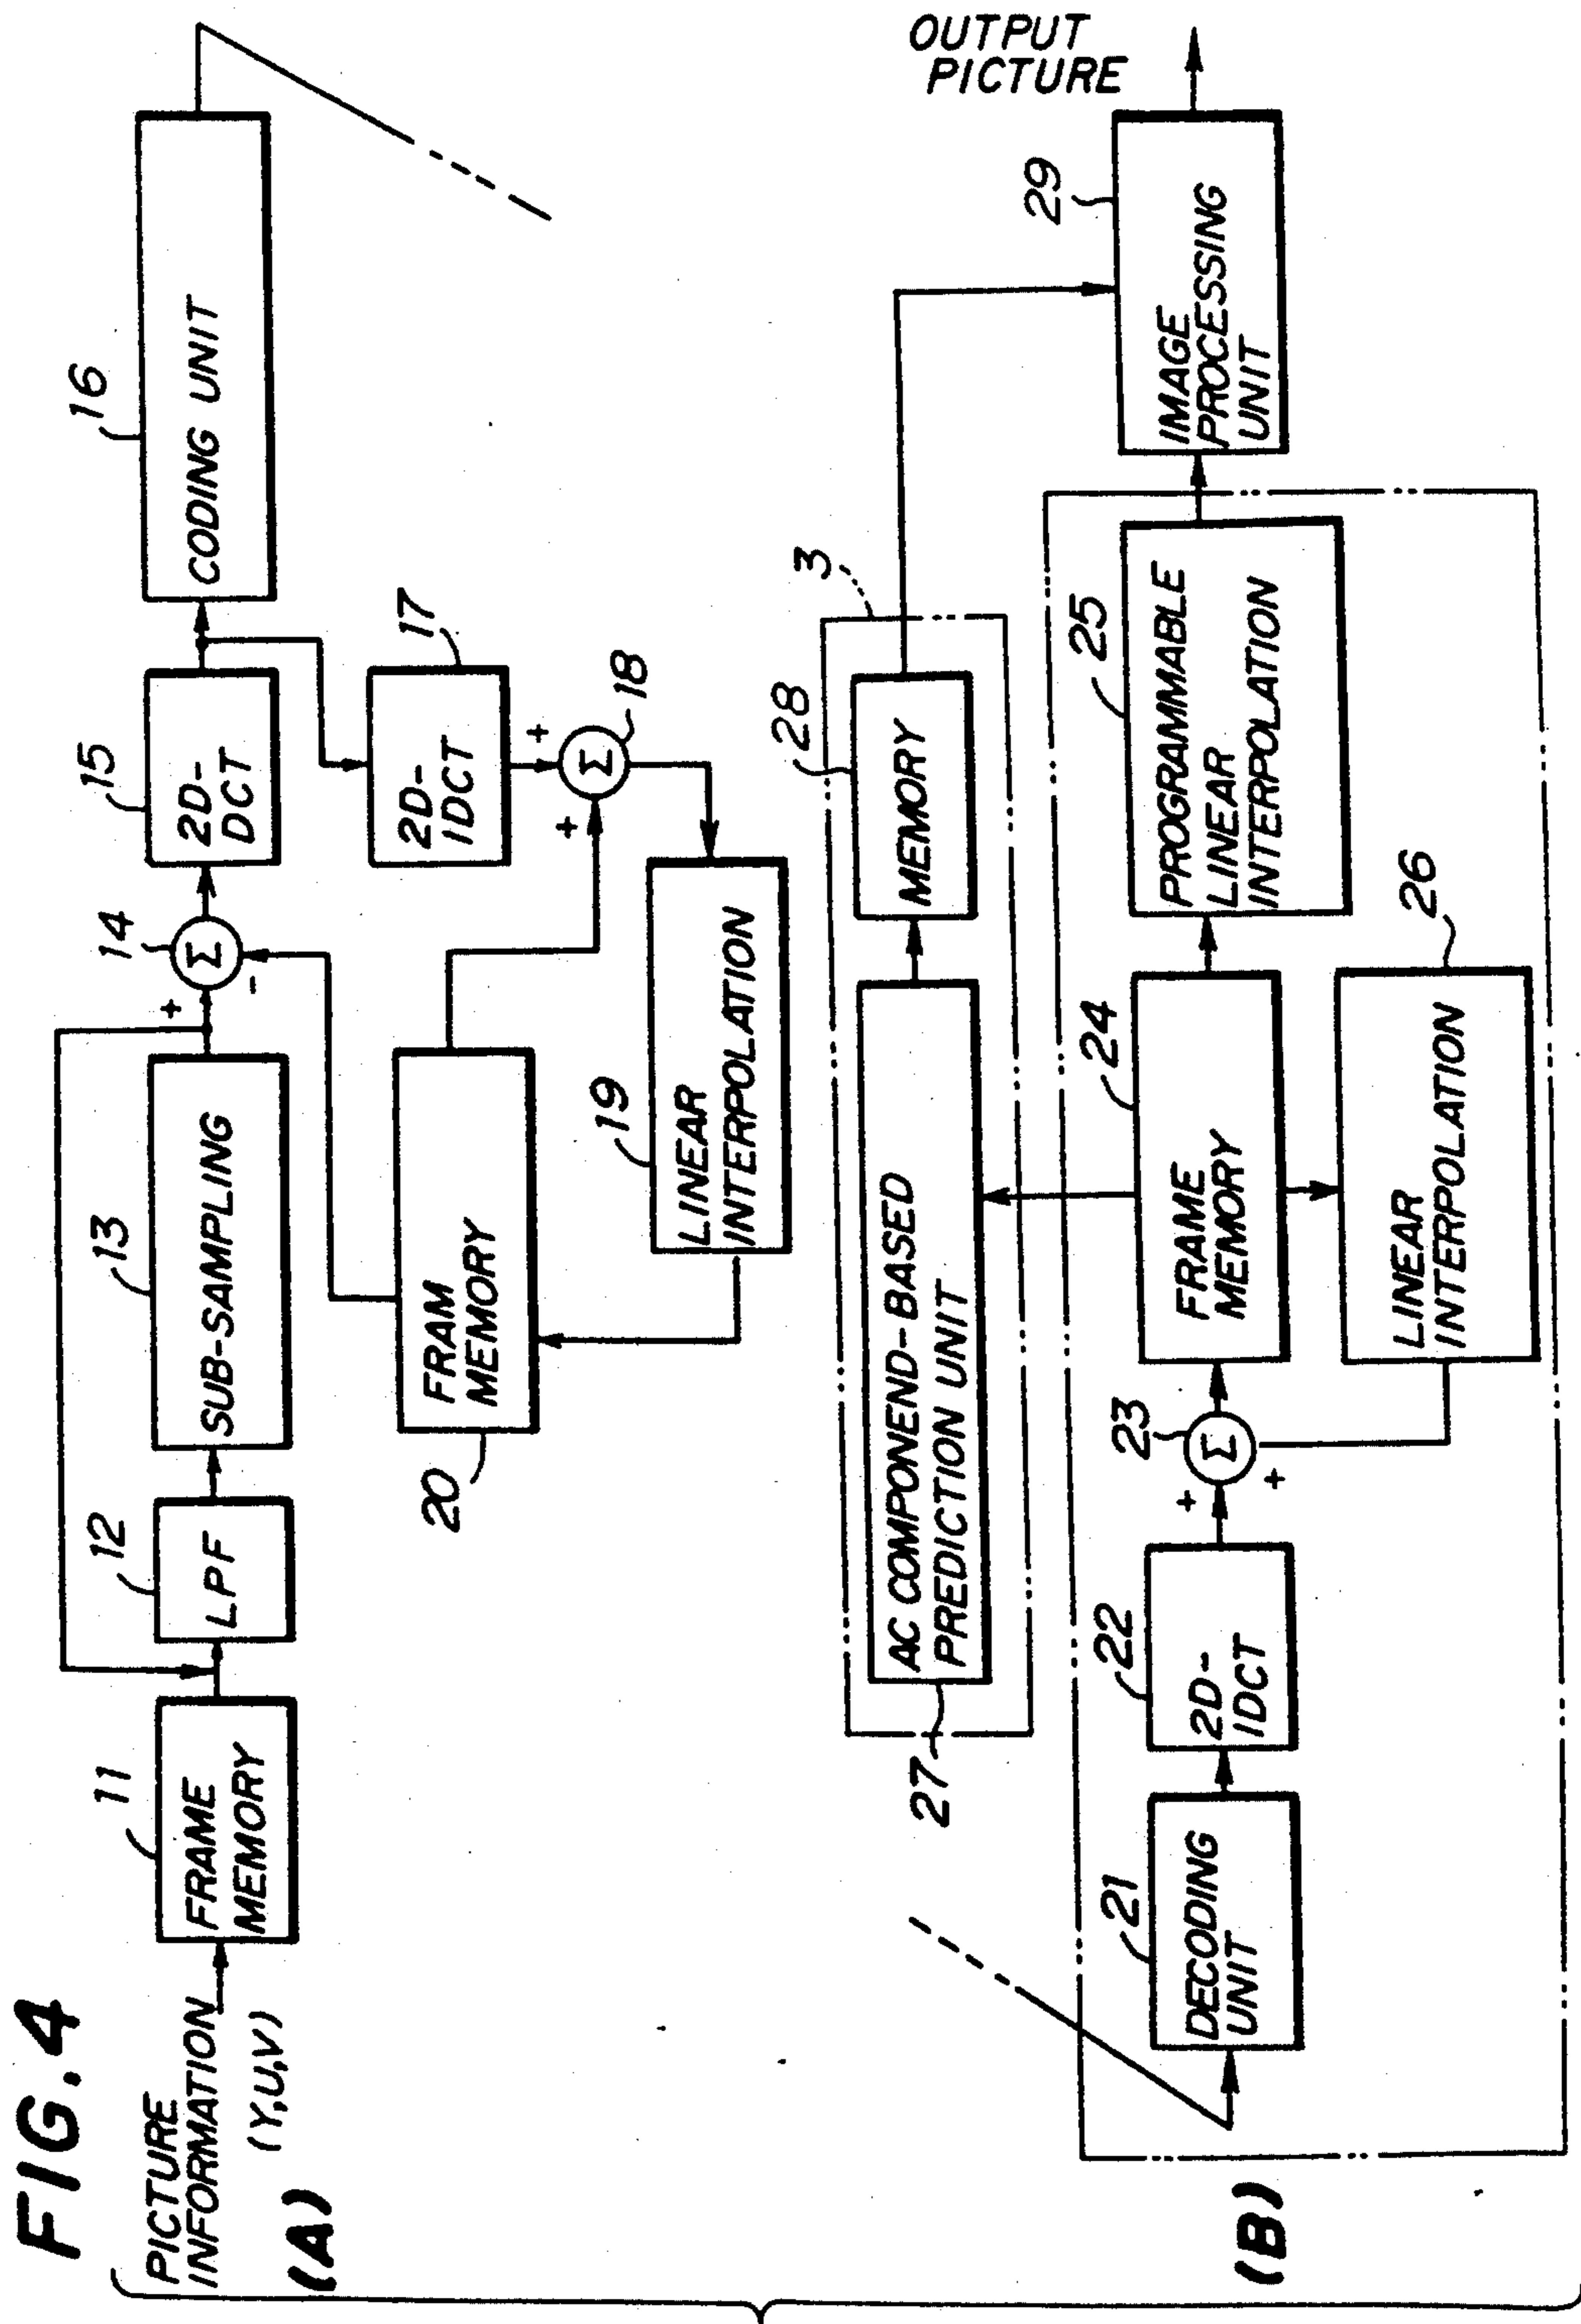 FIG.4
PICTURE
INFORMATION
(Y,U,V)
(A)
11
FRAME
MEMORY
12
LPF
13
SUB-SAMPLING
14
+
-
Σ
15
2D-
DCT
16
CODING UNIT
17
2D-
IDCT
+
+
Σ
18
19
LINEAR
INTERPOLATION
20
FRAM
MEMORY
(B)
21
DECODING
UNIT
22
2D-
IDCT
23
+
+
Σ
24
FRAME
MEMORY
25
PROGRAMMABLE
LINEAR
INTERPOLATION
26
LINEAR
INTERPOLATION
27
AC COMPONEND-BASED
PREDICTION UNIT
28
MEMORY
3
29
IMAGE
PROCESSING
UNIT
OUTPUT
PICTURE